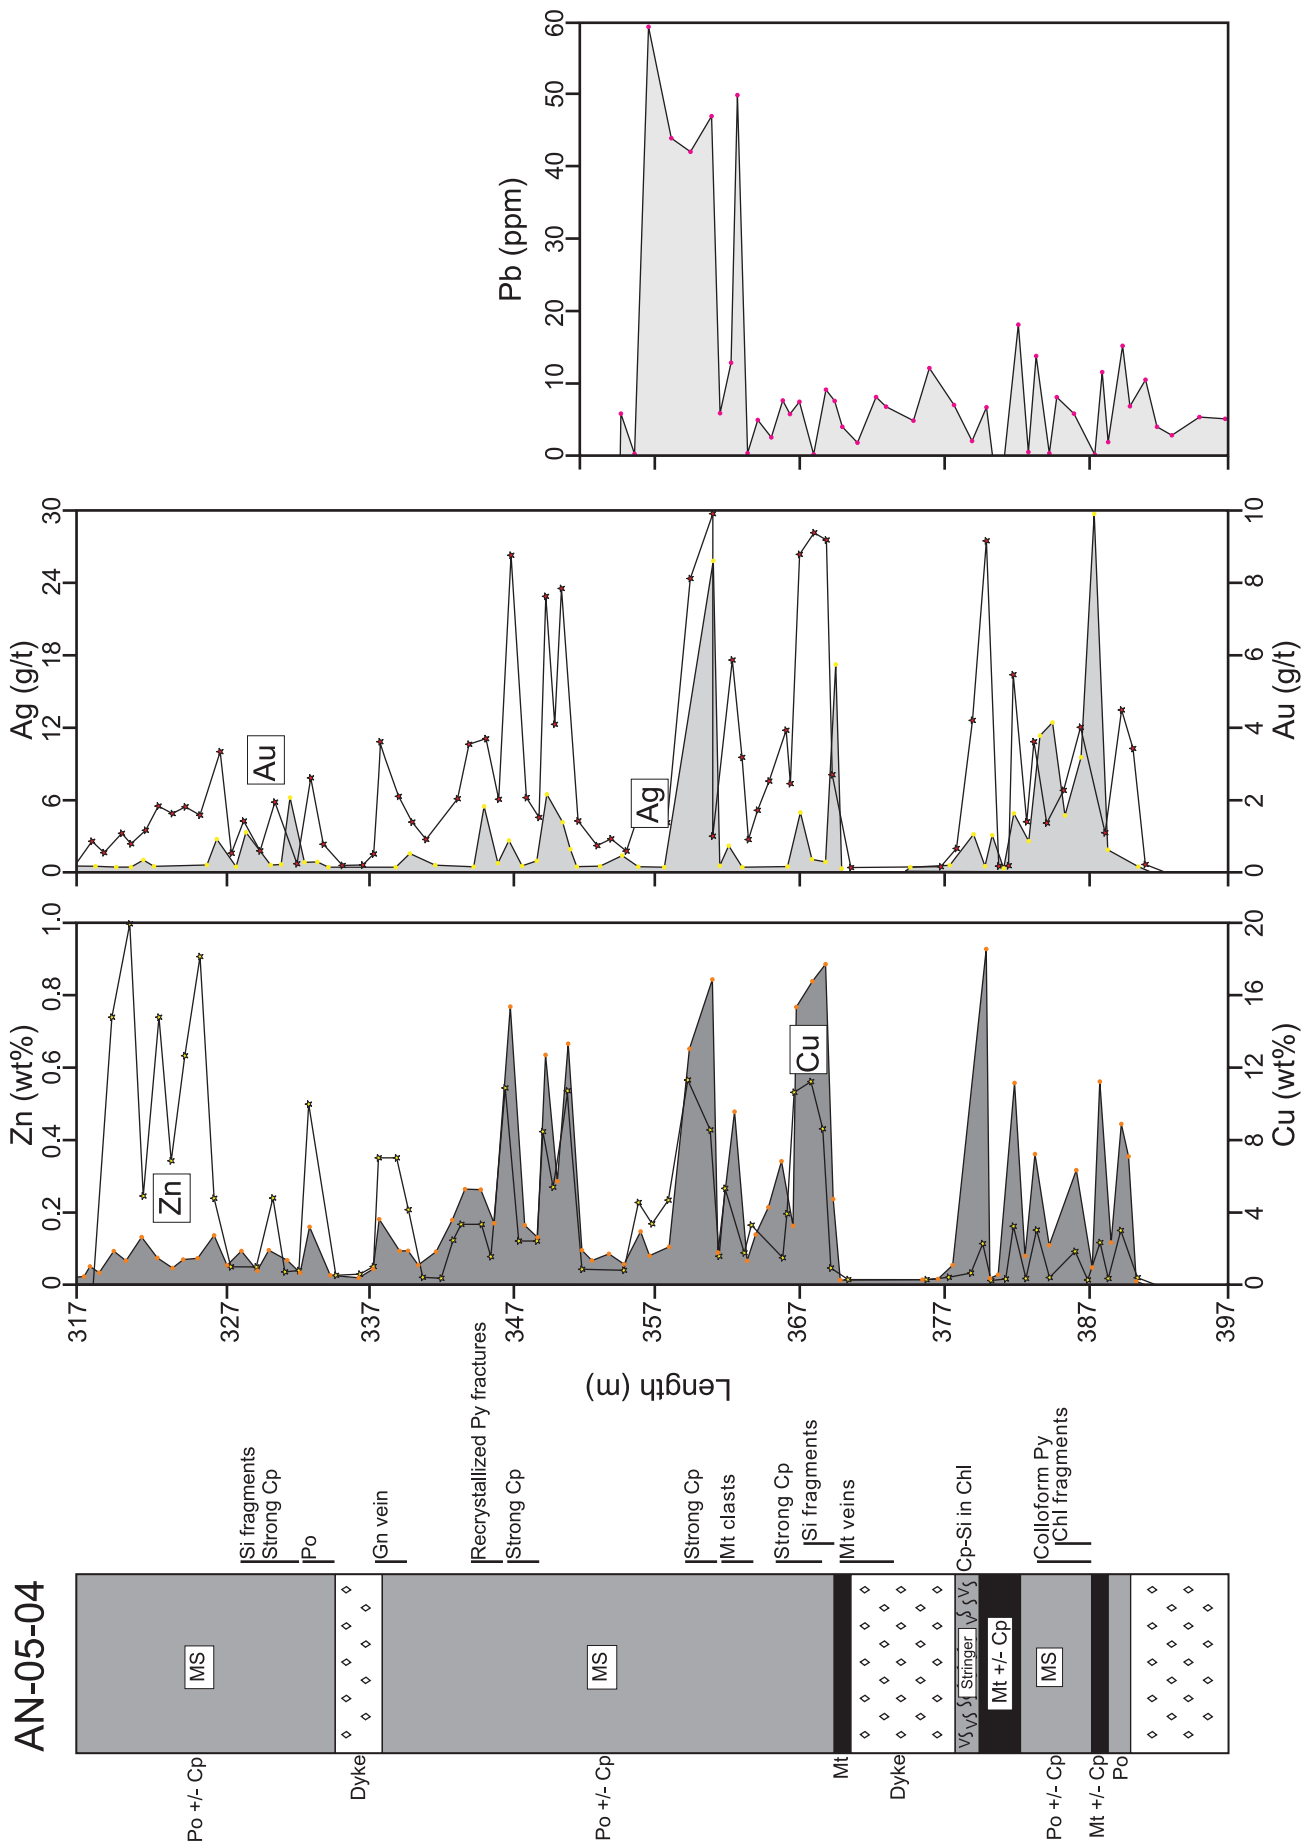 AN-05-04
Po +/- Cp
Dyke
Po +/- Cp
Mt
Dyke
Po +/- Cp
Mt +/- Cp
Po
MS
MS
Stringer
Mt +/- Cp
MS
Si fragments
Strong Cp
Po
Gn vein
Recrystallized Py fractures
Strong Cp
Strong Cp
Mt clasts
Strong Cp
Si fragments
Mt veins
Cp-Si in Chl
Colloform Py
Chl fragments
Length (m)
317
327
337
347
357
367
377
387
397
Zn (wt%)
0
0.2
0.4
0.6
0.8
1.0
Zn
Cu
0
4
8
12
16
20
Cu (wt%)
Ag (g/t)
0
6
12
18
24
30
Au
Ag
0
2
4
6
8
10
Au (g/t)
Pb (ppm)
0
10
20
30
40
50
60